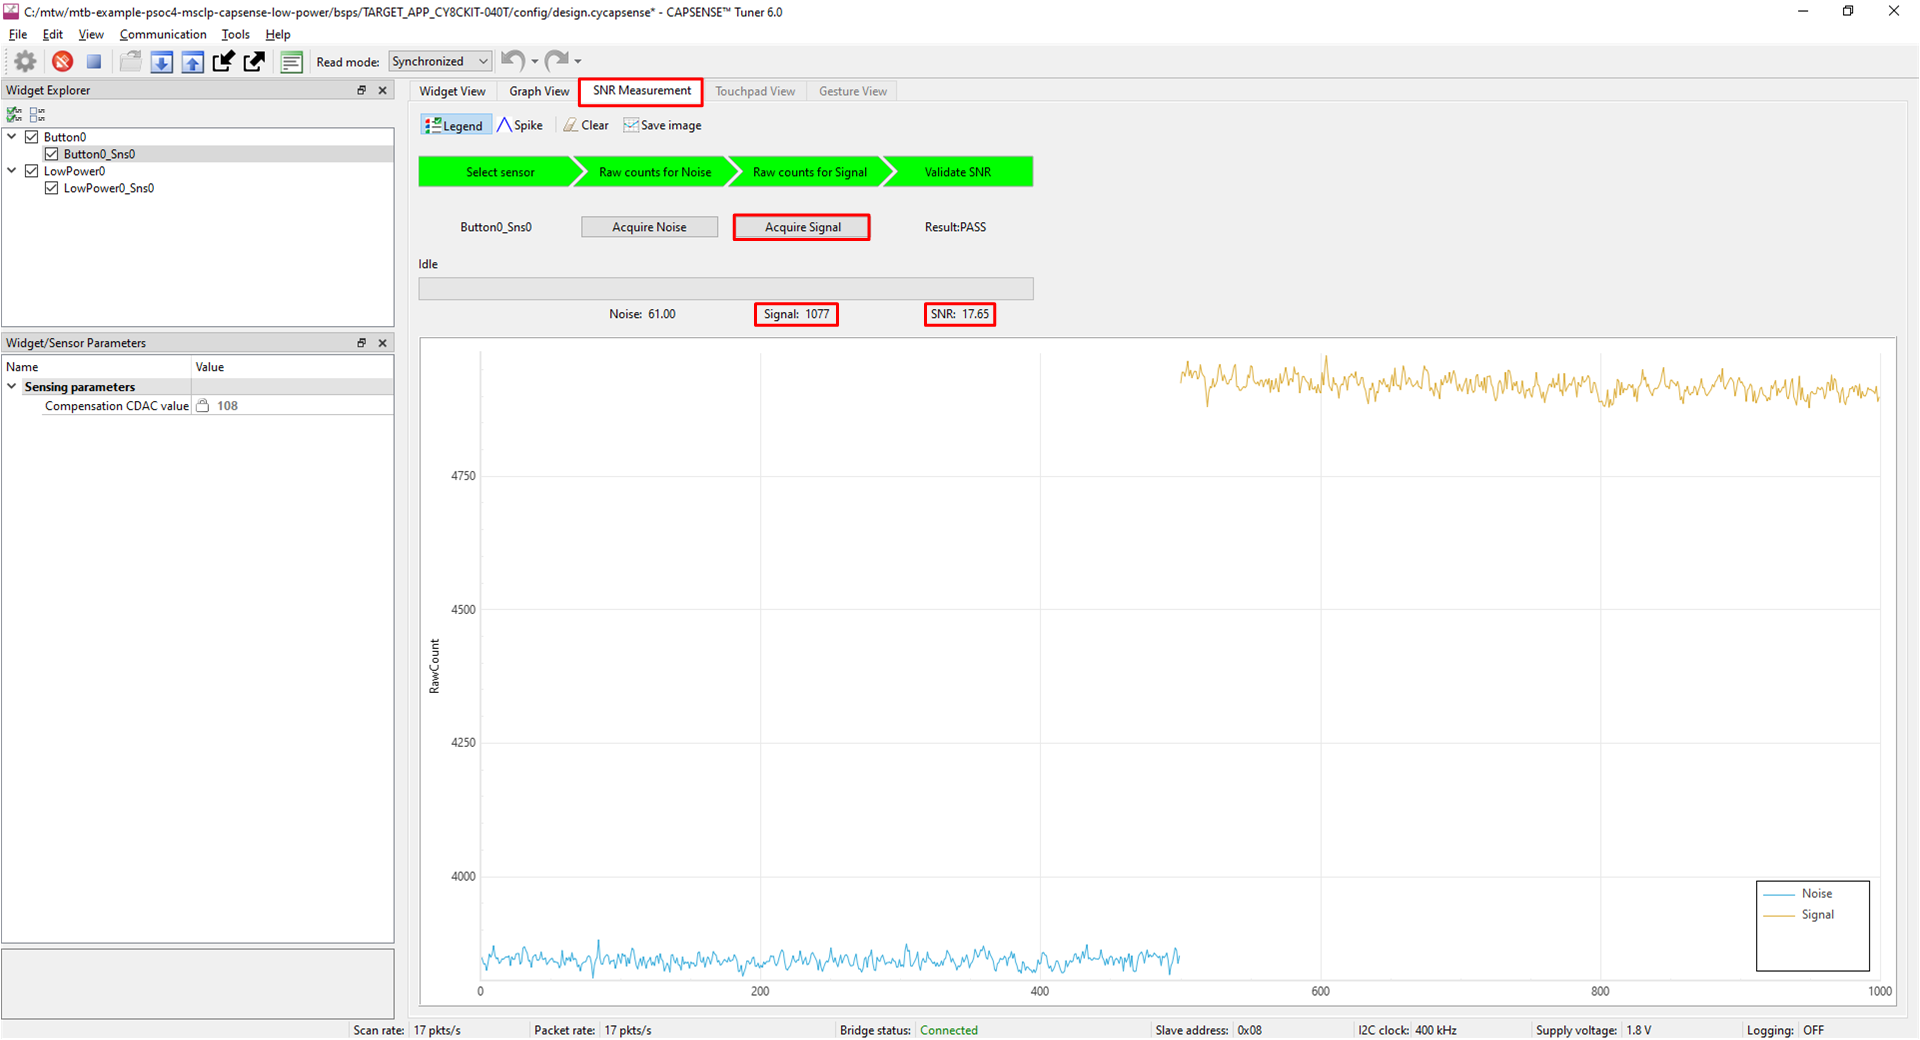 C:/mtw/mtb-example-psoc4-msclp-capsense-low-power/bsps/TARGET_APP_CY8CKIT-040T/config/design.cycapsense* - CAPSENSE™ Tuner 6.0
File Edit View Communication Tools Help
Read mode: Synchronized
Widget Explorer
Button0
Button0_Sns0
LowPower0
LowPower0_Sns0
Widget/Sensor Parameters
Name Value
Sensing parameters
Compensation CDAC value 108
Widget View Graph View SNR Measurement Touchpad View Gesture View
Legend Spike Clear Save image
Select sensor Raw counts for Noise Raw counts for Signal Validate SNR
Button0_Sns0 Acquire Noise Acquire Signal Result:PASS
Idle
Noise: 61.00 Signal: 1077 SNR: 17.65
4750
4500
RawCount
4250
4000
Noise
Signal
0 200 400 600 800 1000
Scan rate: 17 pkts/s Packet rate: 17 pkts/s Bridge status: Connected Slave address: 0x08 I2C clock: 400 kHz Supply voltage: 1.8 V Logging: OFF